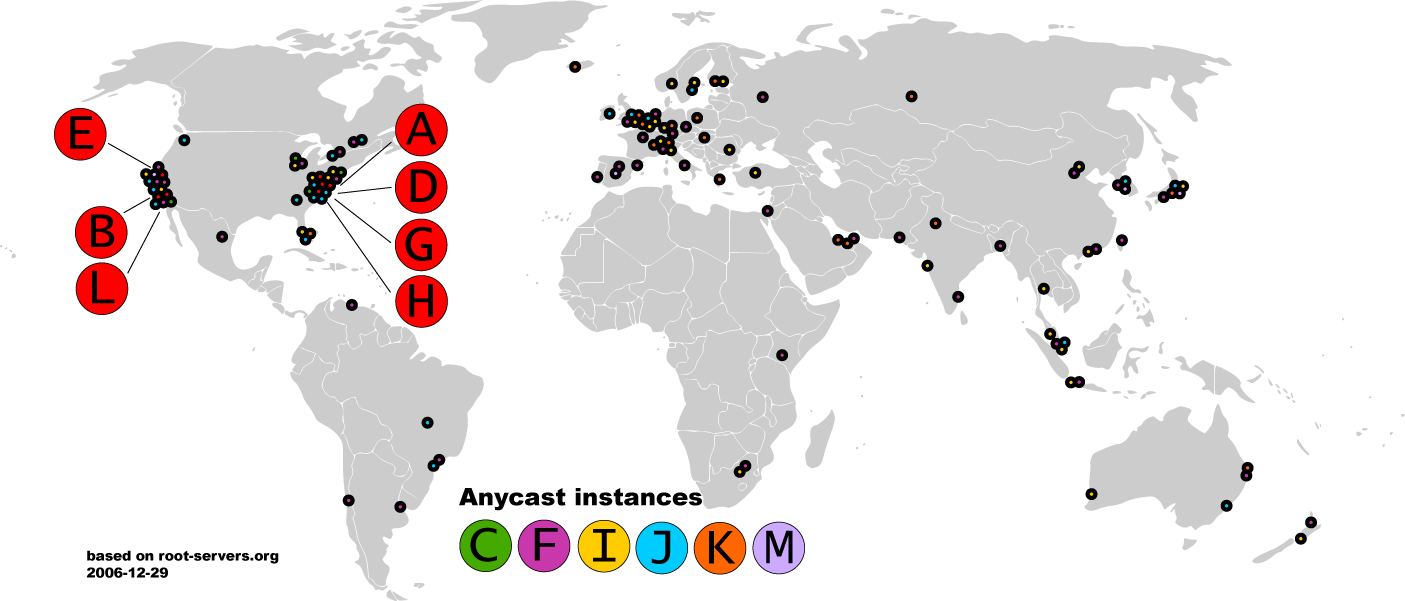 E
A
D
B
G
L
H
Anycast instances
C F I J K M
based on root-servers.org
2006-12-29